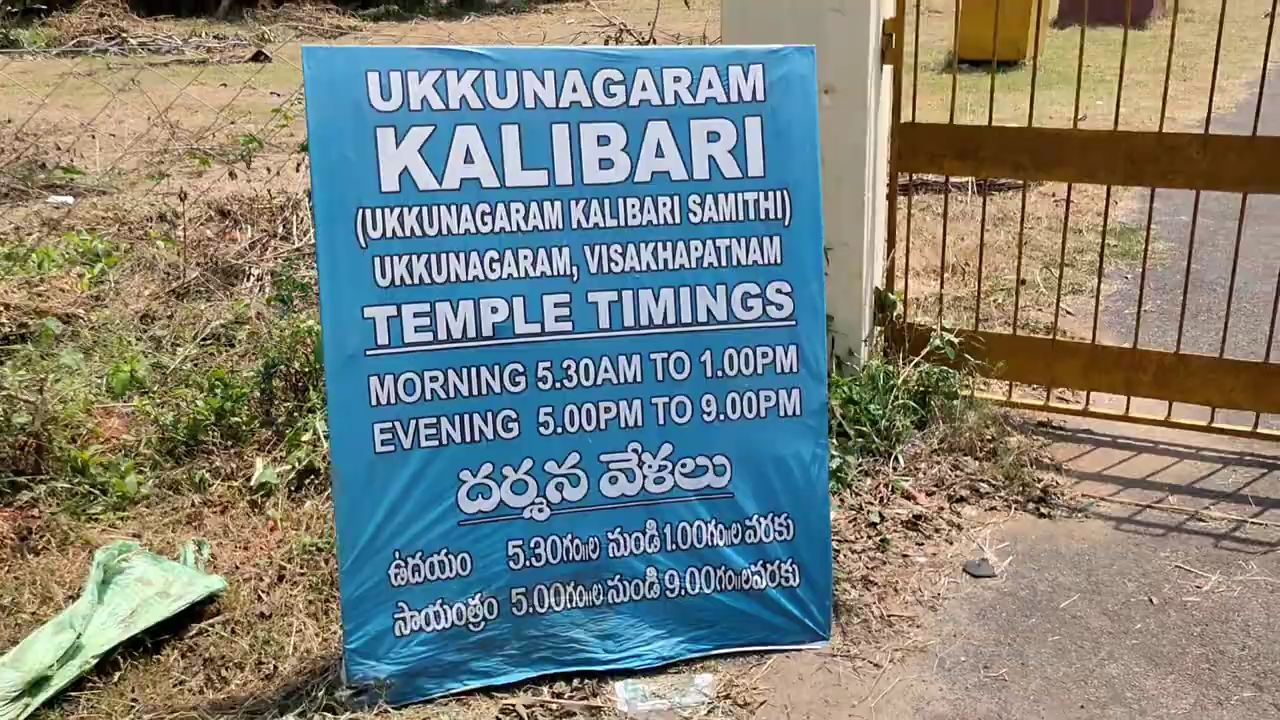 UKKUNAGARAM
KALIBARI
(UKKUNAGARAM KALIBARI SAMITHI)
UKKUNAGARAM, VISAKHAPATNAM
TEMPLE TIMINGS
MORNING 5.30AM TO 1.00PM
EVENING 5.00PM TO 9.00PM
దర్శన వేళలు
ఉదయం 5.30గం॥ల నుండి 1.00గం॥ల వరకు
సాయంత్రం 5.00గం॥ల నుండి 9.00గం॥ల వరకు